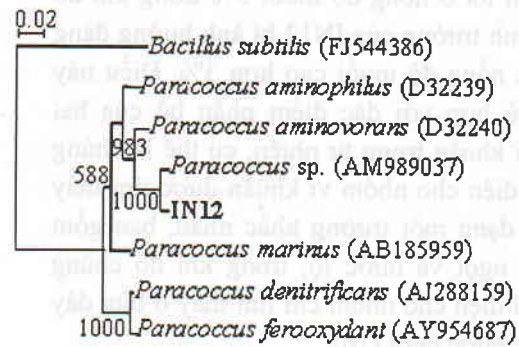 0.02
Bacillus subtilis (FJ544386)
Paracoccus aminophilus (D32239)
Paracoccus aminovorans (D32240)
983
Paracoccus sp. (AM989037)
588
1000
IN12
Paracoccus marinus (AB185959)
Paracoccus denitrificans (AJ288159)
1000
Paracoccus ferooxydant (AY954687)